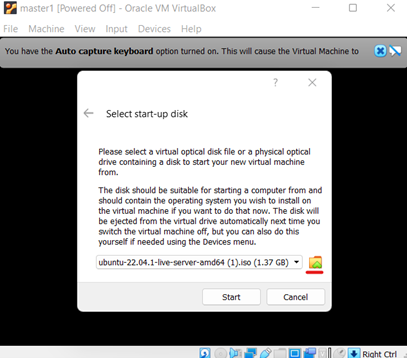 master1 [Powered Off] - Oracle VM VirtualBox
File Machine View Input Devices Help
You have the Auto capture keyboard option turned on. This will cause the Virtual Machine to
?
Select start-up disk
Please select a virtual optical disk file or a physical optical
drive containing a disk to start your new virtual machine
from.
The disk should be suitable for starting a computer from and
should contain the operating system you wish to install on
the virtual machine if you want to do that now. The disk will
be ejected from the virtual drive automatically next time you
switch the virtual machine off, but you can also do this
yourself if needed using the Devices menu.
ubuntu-22.04.1-live-server-amd64 (1).iso (1.37 GB)
Start Cancel
Right Ctrl